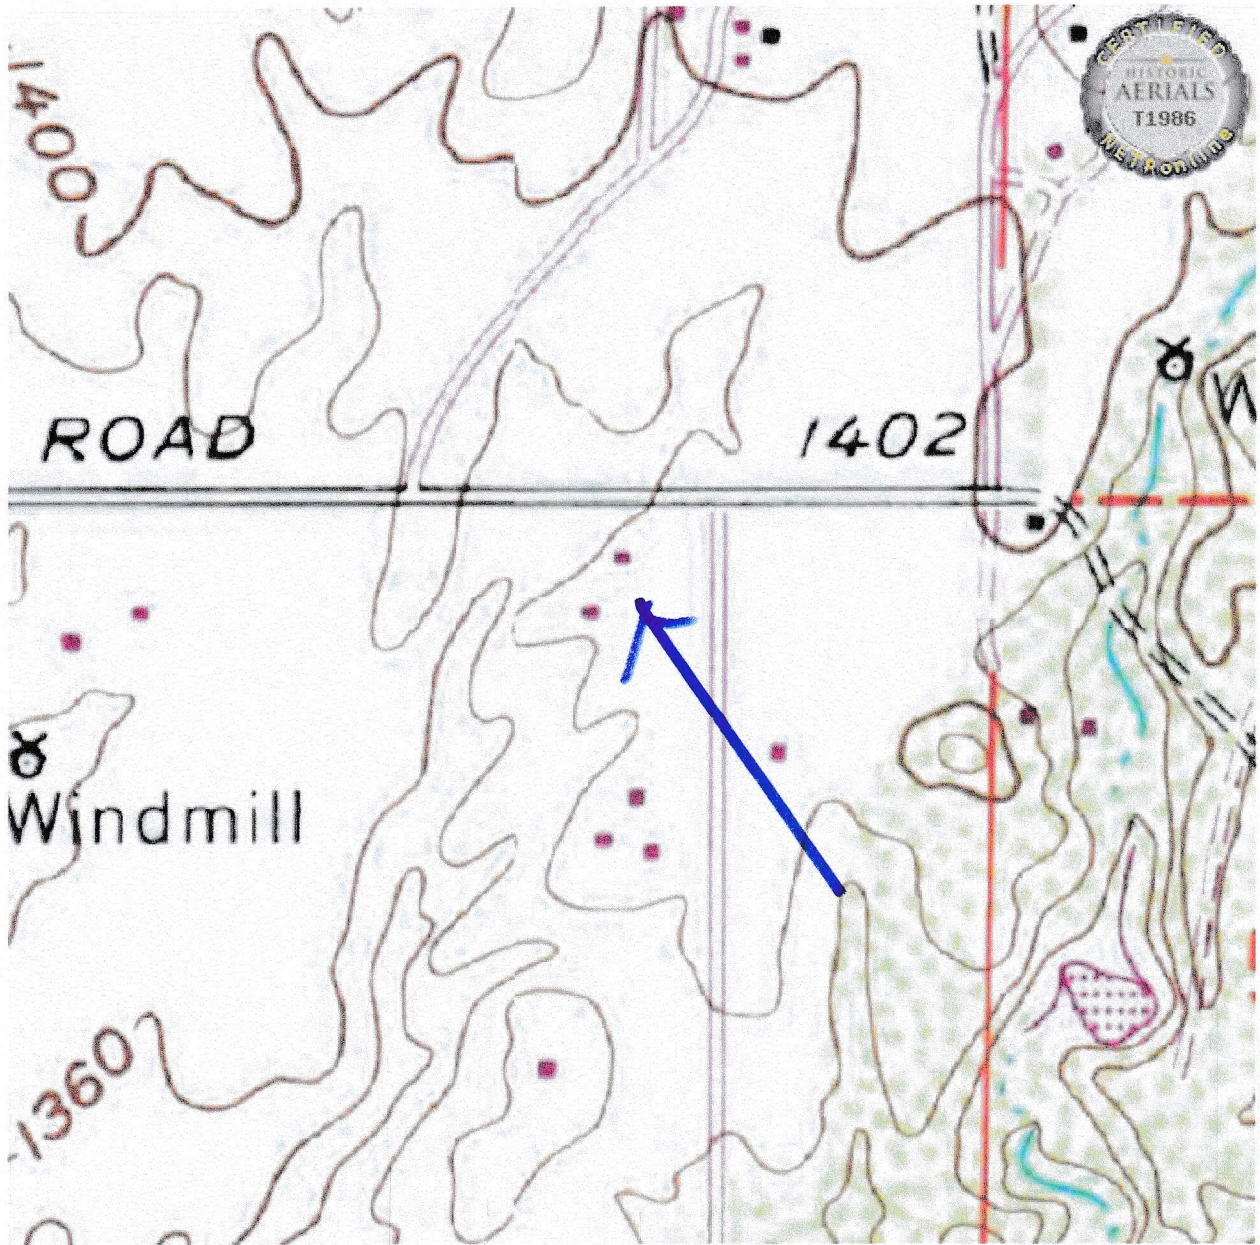 CERTIFIED
HISTORIC
AERIALS
T1986
NETRonline
1400
ROAD
1402
W
Windmill
1360